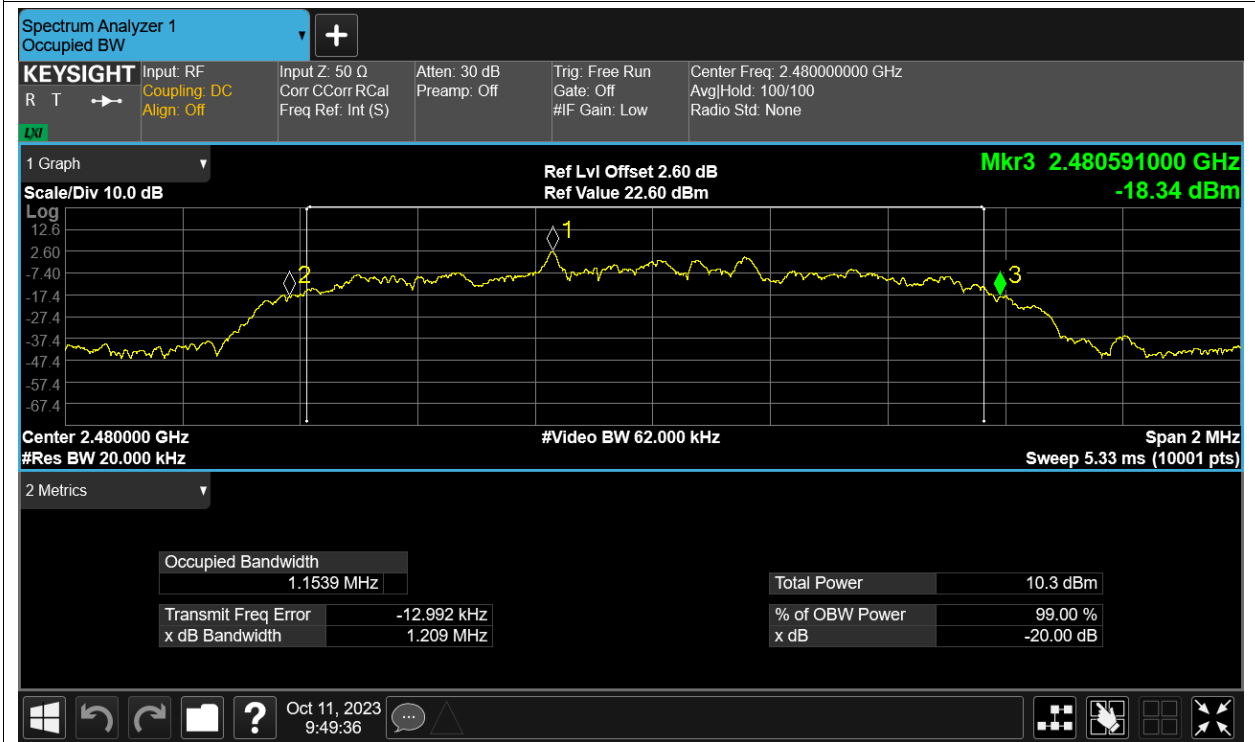 Spectrum Analyzer 1
Occupied BW
KEYSIGHT
R T
LXI
Input: RF
Coupling: DC
Align: Off
Input Z: 50 Ω
Corr CCorr RCal
Freq Ref: Int (S)
Atten: 30 dB
Preamp: Off
Trig: Free Run
Gate: Off
#IF Gain: Low
Center Freq: 2.480000000 GHz
Avg|Hold: 100/100
Radio Std: None
1 Graph
Scale/Div 10.0 dB
Ref Lvl Offset 2.60 dB
Ref Value 22.60 dBm
Mkr3 2.480591000 GHz
-18.34 dBm
Log
12.6
2.60
-7.40
-17.4
-27.4
-37.4
-47.4
-57.4
-67.4
1
2
3
Center 2.480000 GHz
#Video BW 62.000 kHz
Span 2 MHz
#Res BW 20.000 kHz
Sweep 5.33 ms (10001 pts)
2 Metrics
Occupied Bandwidth
1.1539 MHz
Total Power 10.3 dBm
Transmit Freq Error -12.992 kHz
% of OBW Power 99.00 %
x dB Bandwidth 1.209 MHz
x dB -20.00 dB
?
Oct 11, 2023
9:49:36